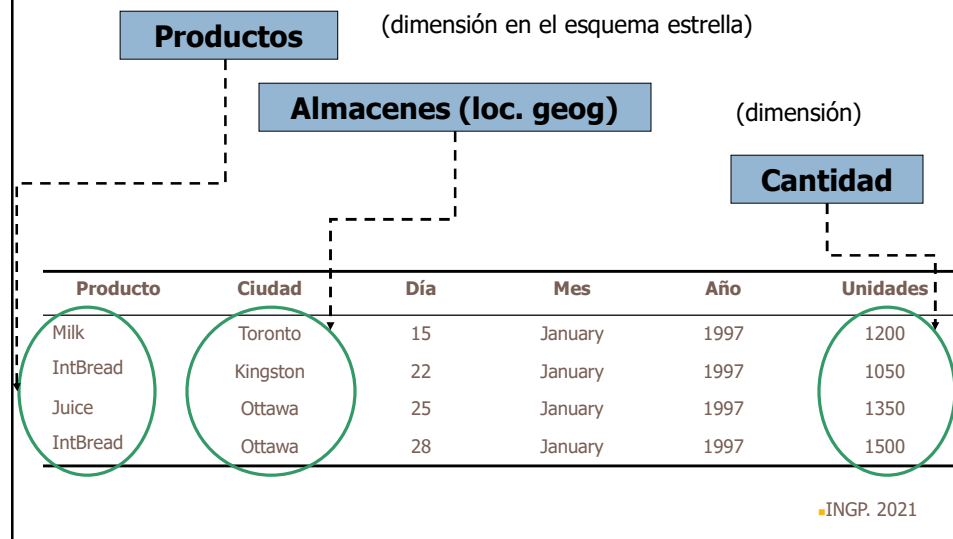 Productos
(dimensión en el esquema estrella)
Almacenes (loc. geog)
(dimensión)
Cantidad
Producto Ciudad Día Mes Año Unidades
Milk Toronto 15 January 1997 1200
IntBread Kingston 22 January 1997 1050
Juice Ottawa 25 January 1997 1350
IntBread Ottawa 28 January 1997 1500
INGP. 2021